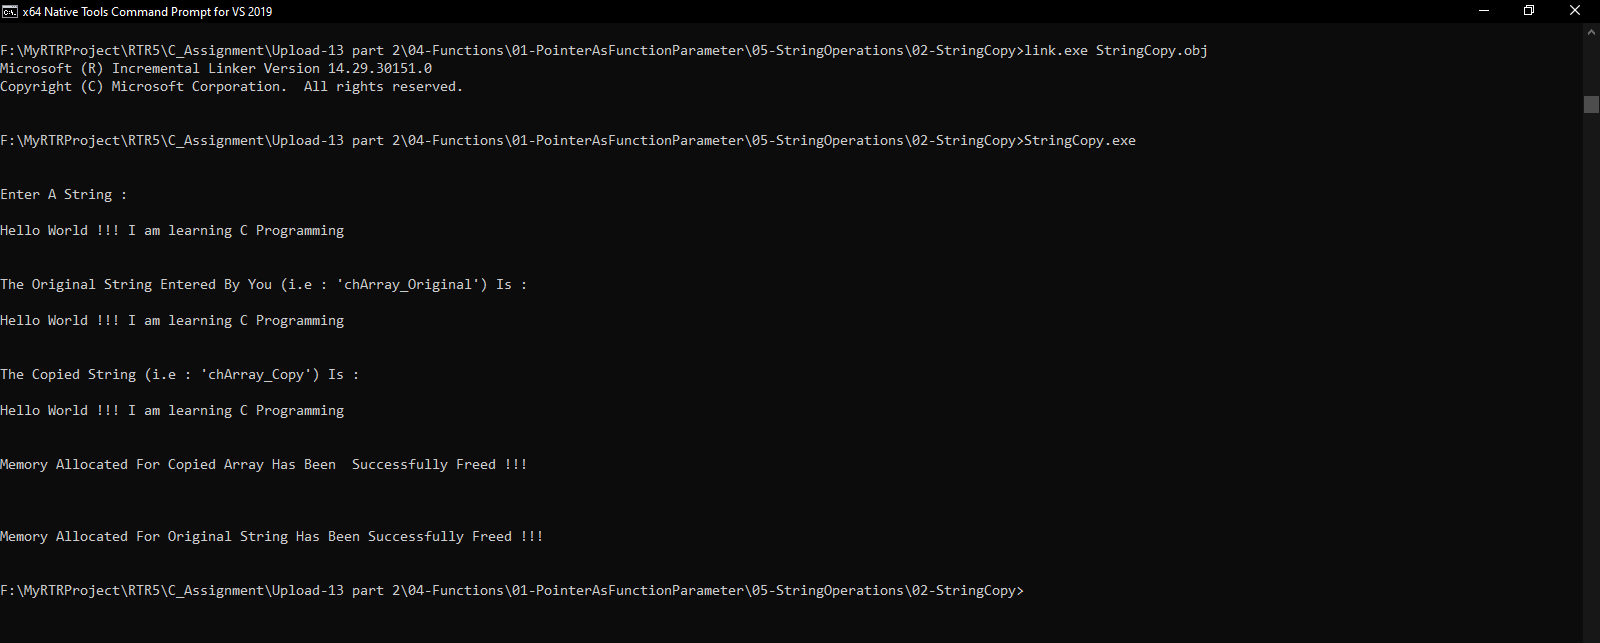 x64 Native Tools Command Prompt for VS 2019
F:\MyRTRProject\RTR5\C_Assignment\Upload-13 part 2\04-Functions\01-PointerAsFunctionParameter\05-StringOperations\02-StringCopy>link.exe StringCopy.obj
Microsoft (R) Incremental Linker Version 14.29.30151.0
Copyright (C) Microsoft Corporation.  All rights reserved.
F:\MyRTRProject\RTR5\C_Assignment\Upload-13 part 2\04-Functions\01-PointerAsFunctionParameter\05-StringOperations\02-StringCopy>StringCopy.exe
Enter A String :
Hello World !!! I am learning C Programming
The Original String Entered By You (i.e : 'chArray_Original') Is :
Hello World !!! I am learning C Programming
The Copied String (i.e : 'chArray_Copy') Is :
Hello World !!! I am learning C Programming
Memory Allocated For Copied Array Has Been  Successfully Freed !!!
Memory Allocated For Original String Has Been Successfully Freed !!!
F:\MyRTRProject\RTR5\C_Assignment\Upload-13 part 2\04-Functions\01-PointerAsFunctionParameter\05-StringOperations\02-StringCopy>